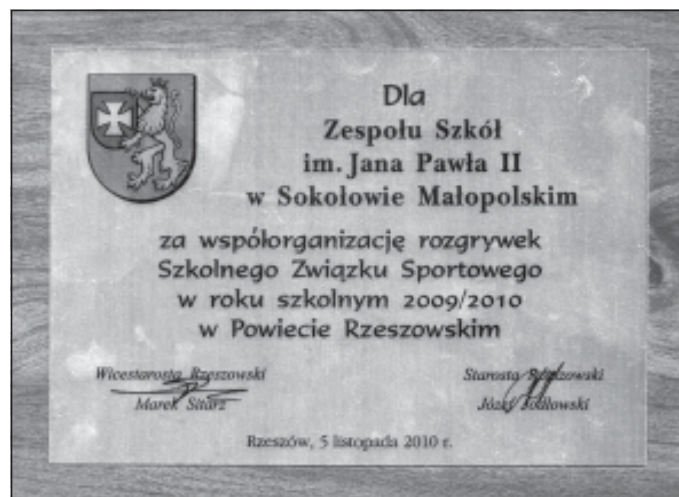 Dla
Zespołu Szkół
im. Jana Pawła II
w Sokołowie Małopolskim
za współorganizację rozgrywek
Szkolnego Związku Sportowego
w roku szkolnym 2009/2010
w Powiecie Rzeszowskim
Wicestarosta Rzeszowski
Marek Sitarz
Starosta Rzeszowski
Józef Jodłowski
Rzeszów, 5 listopada 2010 r.